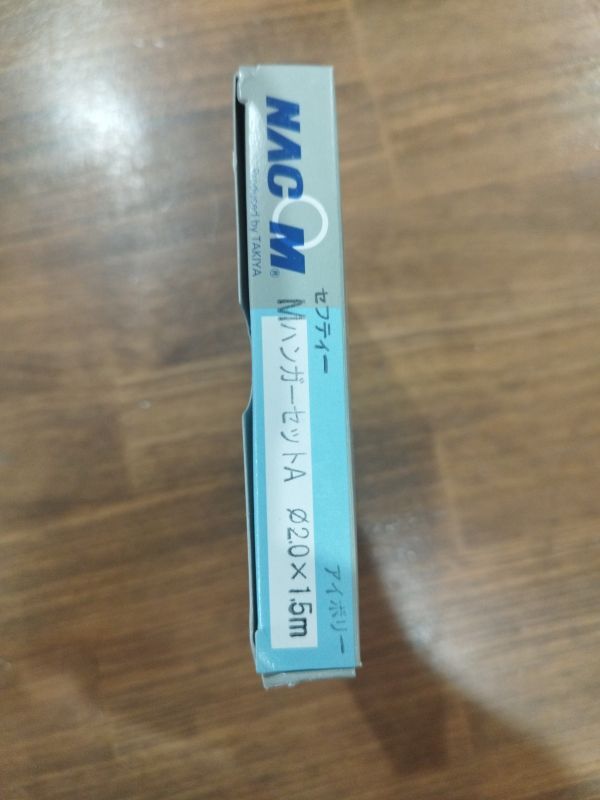 NACOM®
Produced by TAKIYA
セフティー
MハンガーセットA ø2.0×1.5m
アイボリー